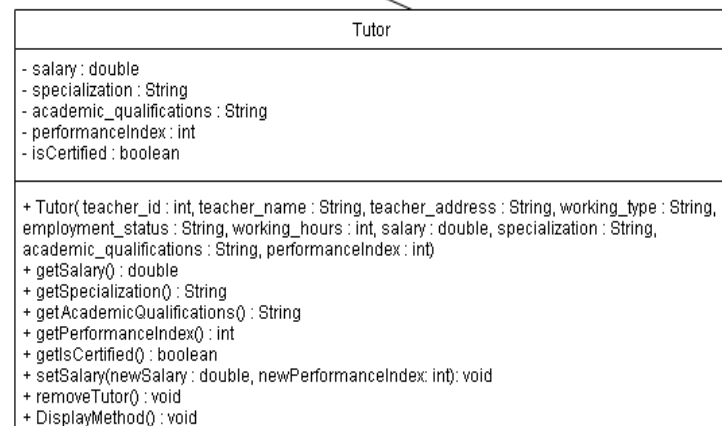 Tutor
- salary : double
- specialization : String
- academic_qualifications : String
- performanceIndex : int
- isCertified : boolean
+ Tutor( teacher_id : int, teacher_name : String, teacher_address : String, working_type : String,
employment_status : String, working_hours : int, salary : double, specialization : String,
academic_qualifications : String, performanceIndex : int)
+ getSalary() : double
+ getSpecialization() : String
+ getAcademicQualifications() : String
+ getPerformanceIndex() : int
+ getIsCertified() : boolean
+ setSalary(newSalary : double, newPerformanceIndex: int): void
+ removeTutor() : void
+ DisplayMethod() : void